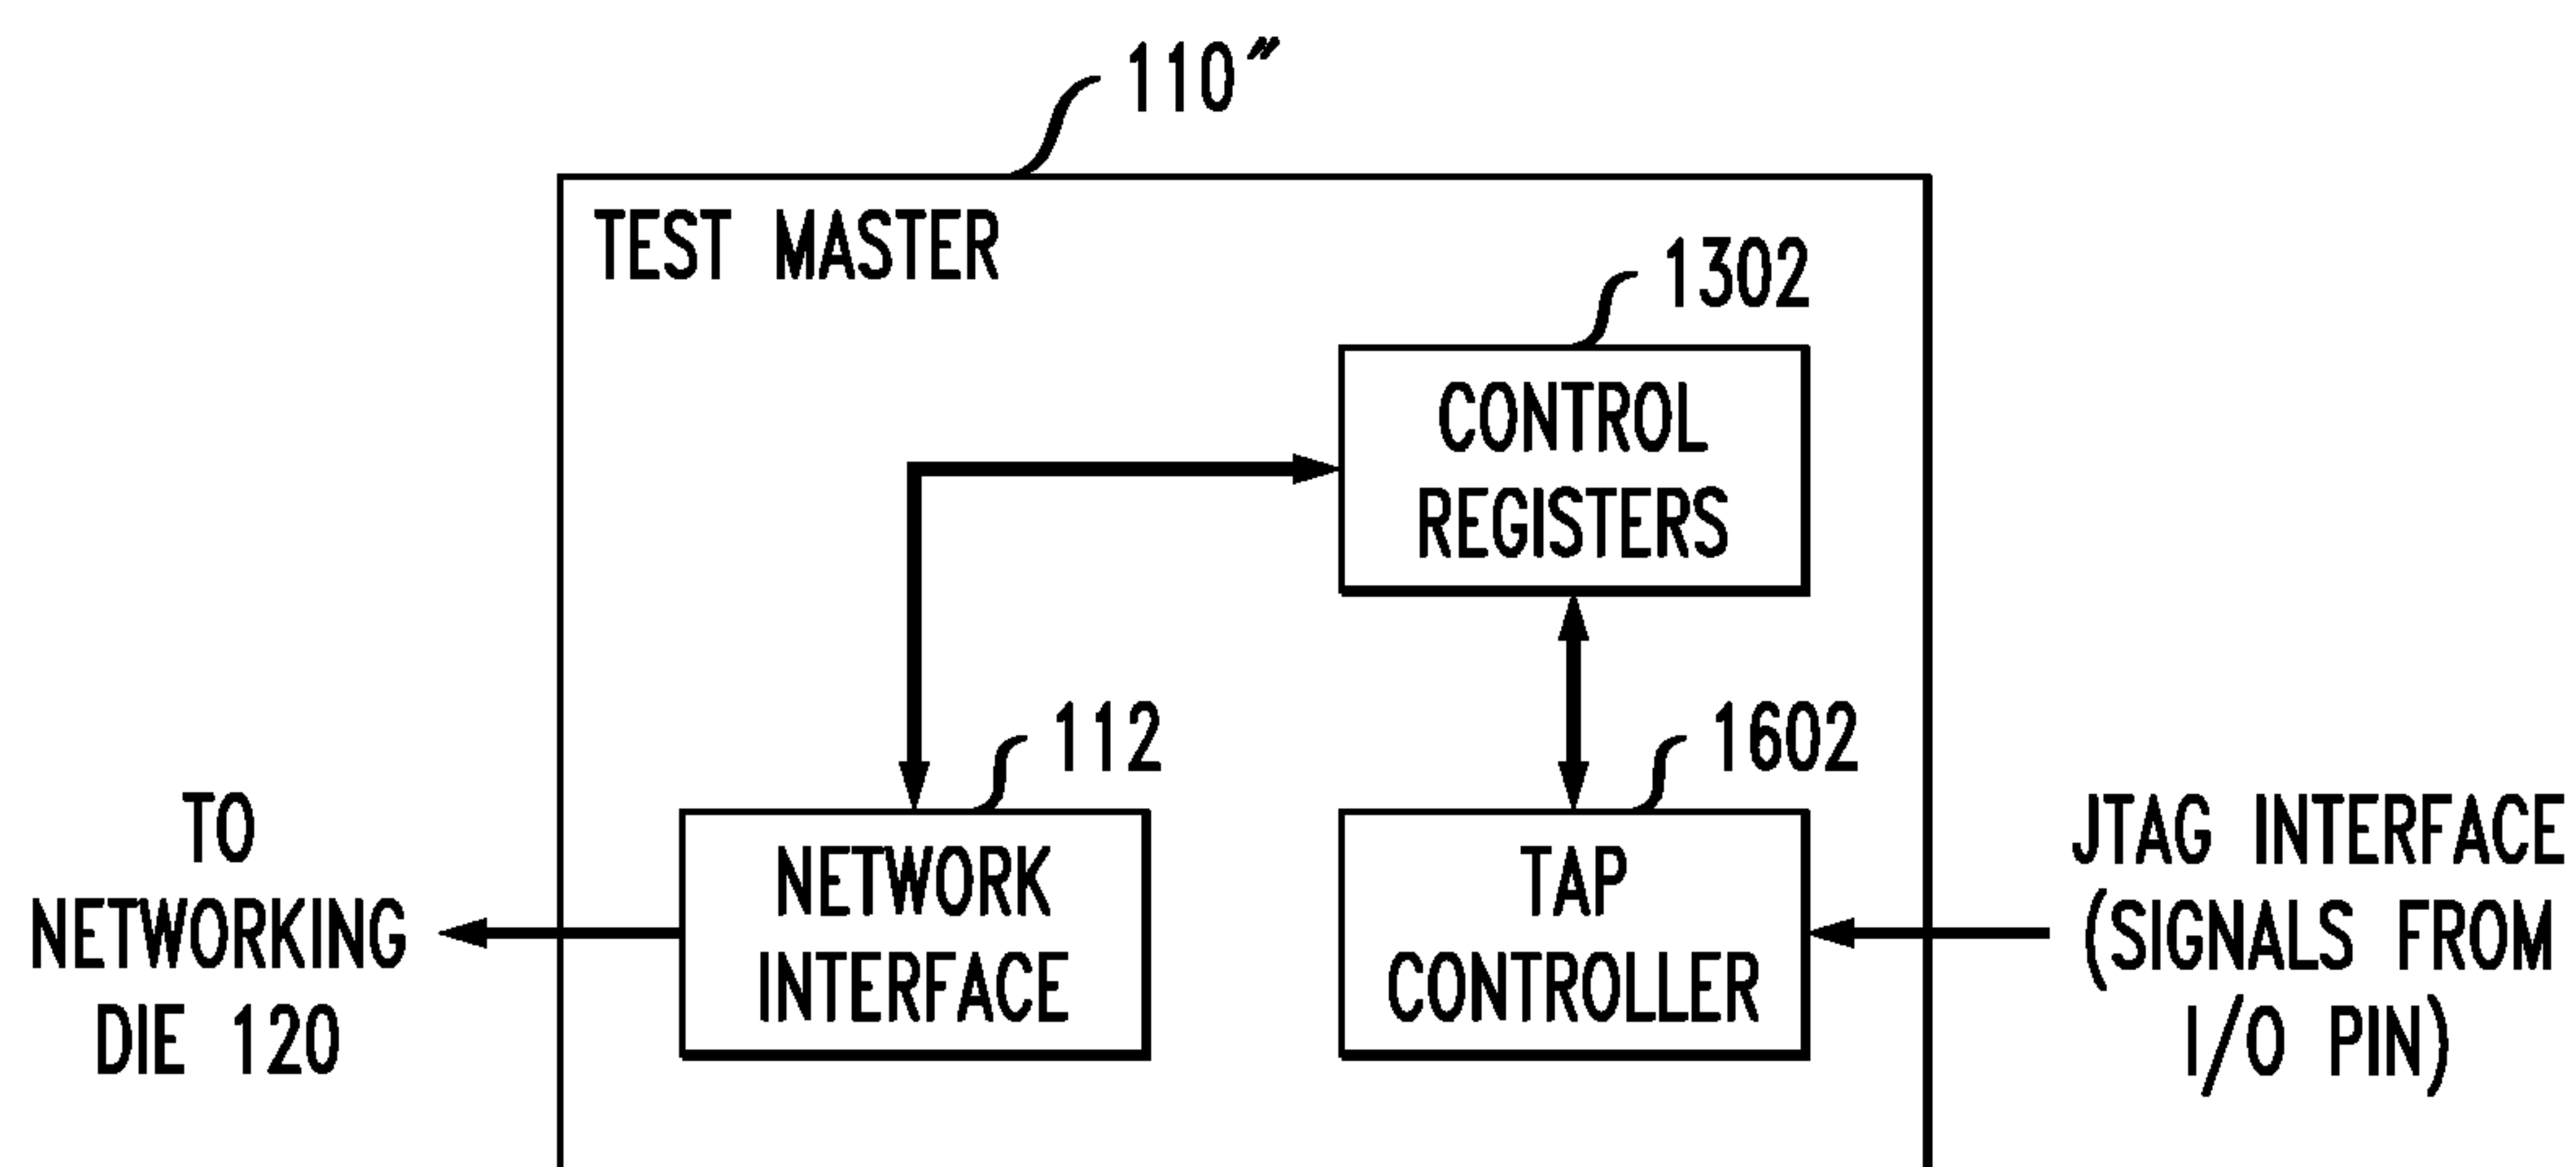 110″
TEST MASTER
1302
CONTROL
REGISTERS
112
1602
TO
NETWORKING
DIE 120
NETWORK
INTERFACE
TAP
CONTROLLER
JTAG INTERFACE
(SIGNALS FROM
I/O PIN)